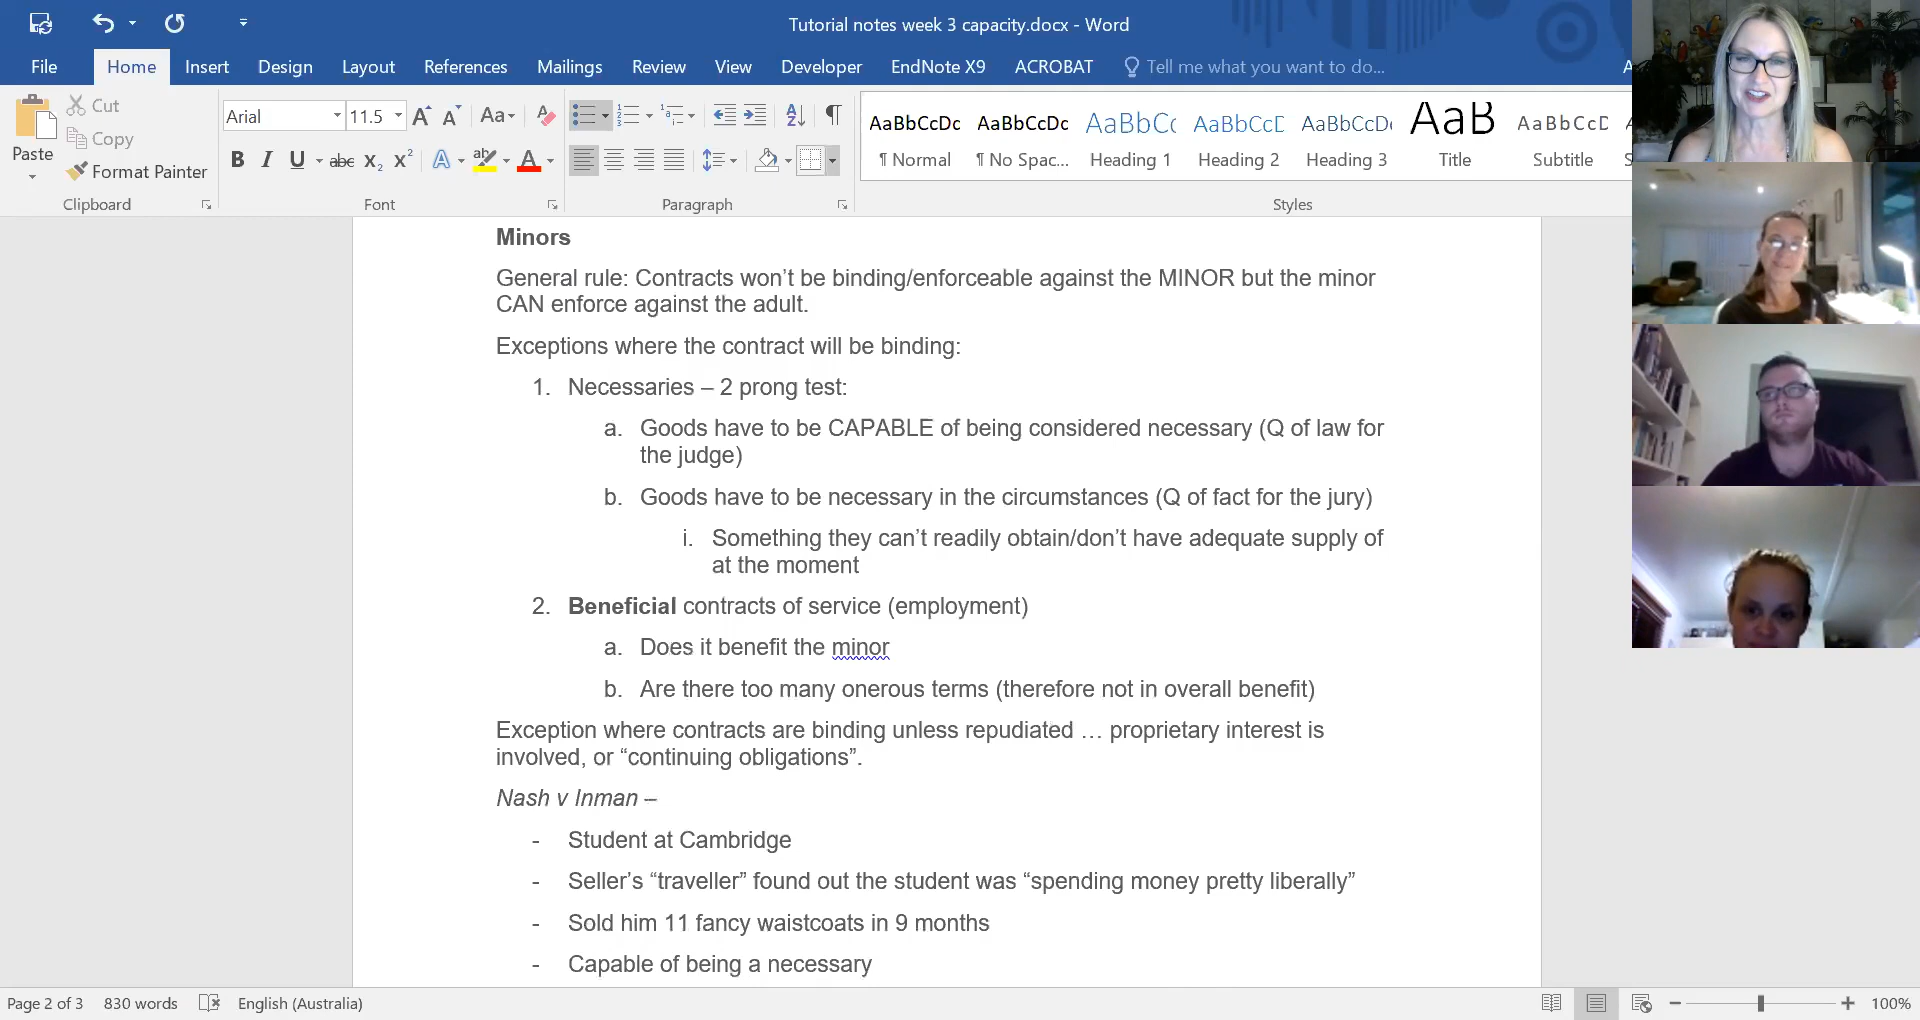 Tutorial notes week 3 capacity.docx - Word
File Home Insert Design Layout References Mailings Review View Developer EndNote X9 ACROBAT Tell me what you want to do...
Paste
Cut
Copy
Format Painter
Clipboard
Arial 11.5
Font
Paragraph
AaBbCcDc AaBbCcDc AaBbCc AaBbCcD AaBbCcDc AaB AaBbCcD
¶ Normal ¶ No Spac... Heading 1 Heading 2 Heading 3 Title Subtitle
Styles
Minors
General rule: Contracts won’t be binding/enforceable against the MINOR but the minor
CAN enforce against the adult.
Exceptions where the contract will be binding:
1. Necessaries – 2 prong test:
a. Goods have to be CAPABLE of being considered necessary (Q of law for
the judge)
b. Goods have to be necessary in the circumstances (Q of fact for the jury)
i. Something they can’t readily obtain/don’t have adequate supply of
at the moment
2. Beneficial contracts of service (employment)
a. Does it benefit the minor
b. Are there too many onerous terms (therefore not in overall benefit)
Exception where contracts are binding unless repudiated … proprietary interest is
involved, or “continuing obligations”.
Nash v Inman –
- Student at Cambridge
- Seller’s “traveller” found out the student was “spending money pretty liberally”
- Sold him 11 fancy waistcoats in 9 months
- Capable of being a necessary
Page 2 of 3 830 words English (Australia) 100%